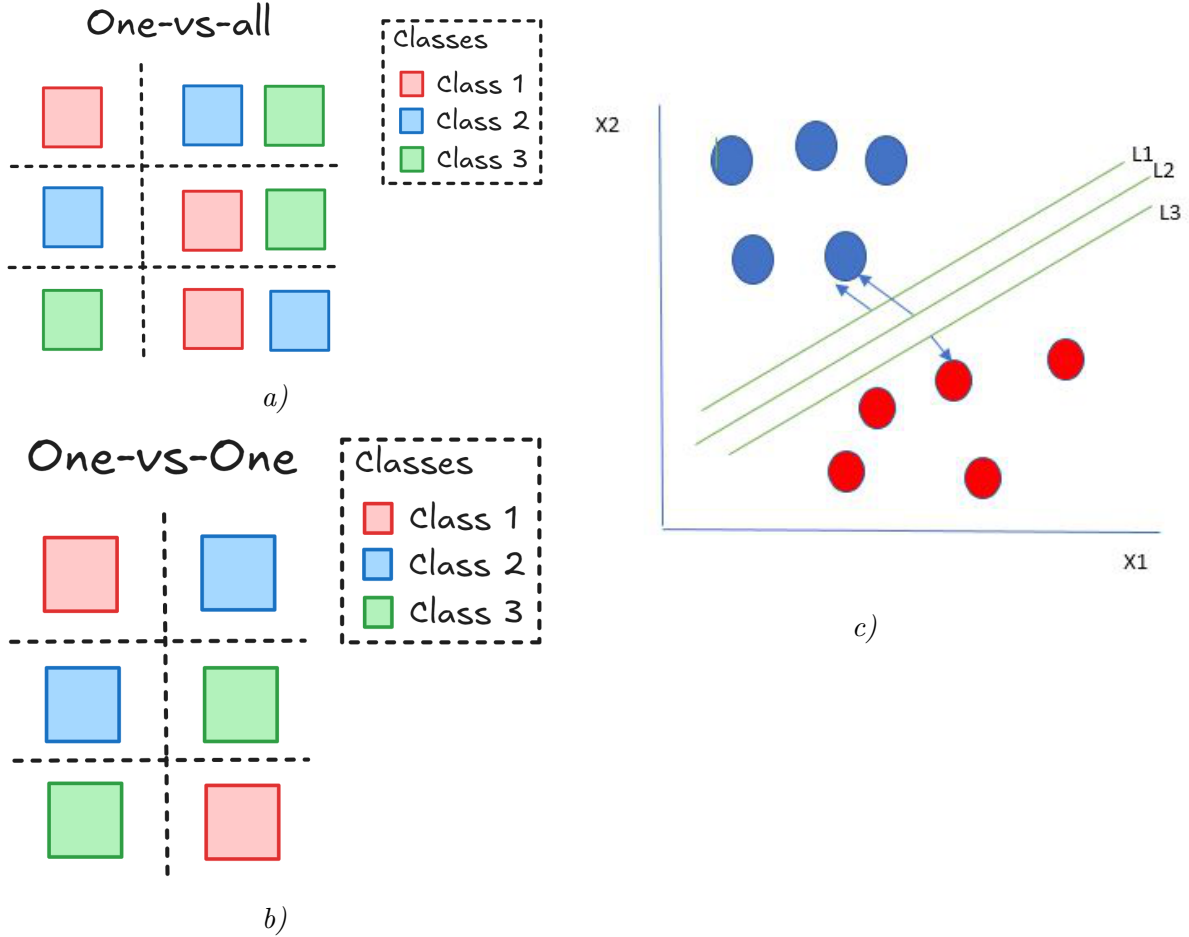 One-vs-all
Classes
Class 1
Class 2
Class 3
a)
One-vs-One
Classes
Class 1
Class 2
Class 3
b)
X2
L1
L2
L3
X1
c)